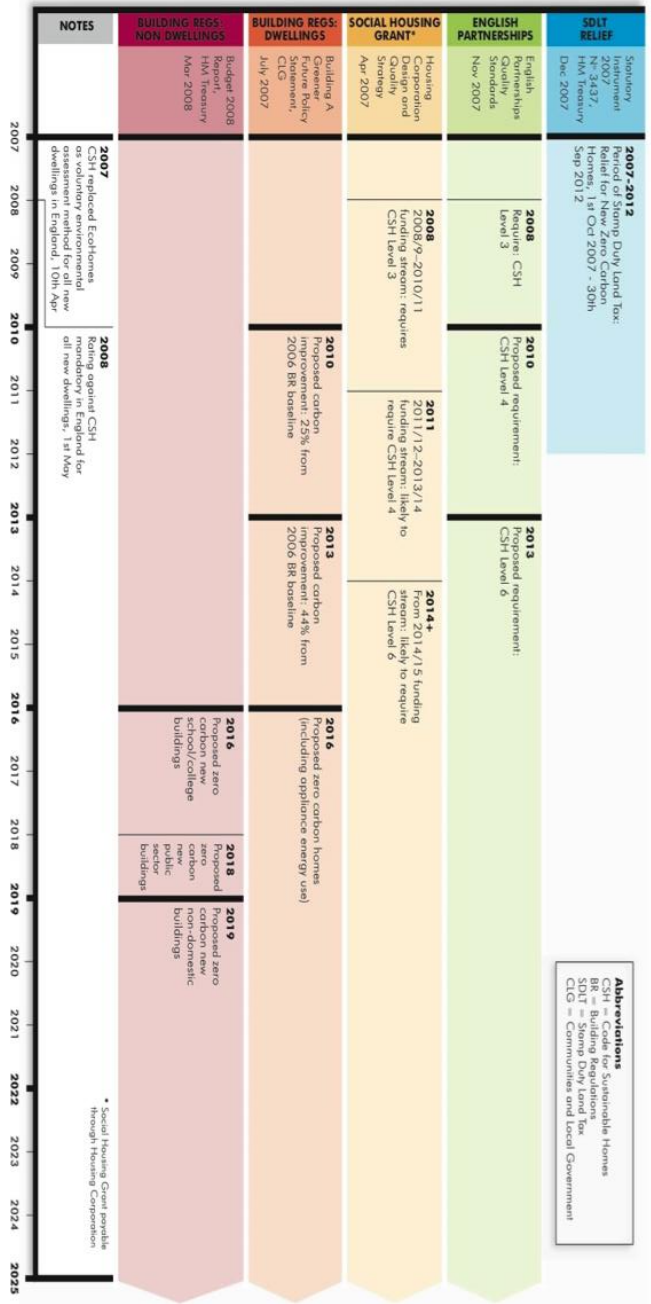 SDLT
RELIEF
Statutory
Instrument
2007
Nº 3437,
HM Treasury
Dec 2007
2007-2012
Period of Stamp Duty Land Tax:
Relief for New Zero Carbon
Homes, 1st Oct 2007 - 30th
Sep 2012
Abbreviations
CSH = Code for Sustainable Homes
BR = Building Regulations
SDLT = Stamp Duty Land Tax
CLG = Communities and Local Government
ENGLISH
PARTNERSHIPS
English
Partnerships
Quality
Standards
Nov 2007
2008
Require: CSH
Level 3
2010
Proposed requirement:
CSH Level 4
2013
Proposed requirement:
CSH Level 6
SOCIAL HOUSING
GRANT*
Housing
Corporation
Design and
Quality
Strategy
Apr 2007
2008
2008/9–2010/11
funding stream: requires
CSH Level 3
2011
2011/12–2013/14
funding stream: likely to
require CSH Level 4
2014+
From 2014/15 funding
stream: likely to require
CSH Level 6
BUILDING REGS:
DWELLINGS
Building A
Greener
Future Policy
Statement,
CLG
July 2007
2010
Proposed carbon
improvement: 25% from
2006 BR baseline
2013
Proposed carbon
improvement: 44% from
2006 BR baseline
2016
Proposed zero carbon homes
(including appliance energy use)
BUILDING REGS:
NON DWELLINGS
Budget 2008
Report,
HM Treasury
Mar 2008
2016
Proposed zero
carbon new
school/college
buildings
2018
Proposed
zero
carbon
new
public
sector
buildings
2019
Proposed zero
carbon new
non-domestic
buildings
NOTES
2007
CSH replaced EcoHomes
as voluntary environmental
assessment method for all new
dwellings in England, 10th Apr
2008
Rating against CSH
mandatory in England for
all new dwellings, 1st May
* Social Housing Grant payable
through Housing Corporation
2007 2008 2009 2010 2011 2012 2013 2014 2015 2016 2017 2018 2019 2020 2021 2022 2023 2024 2025